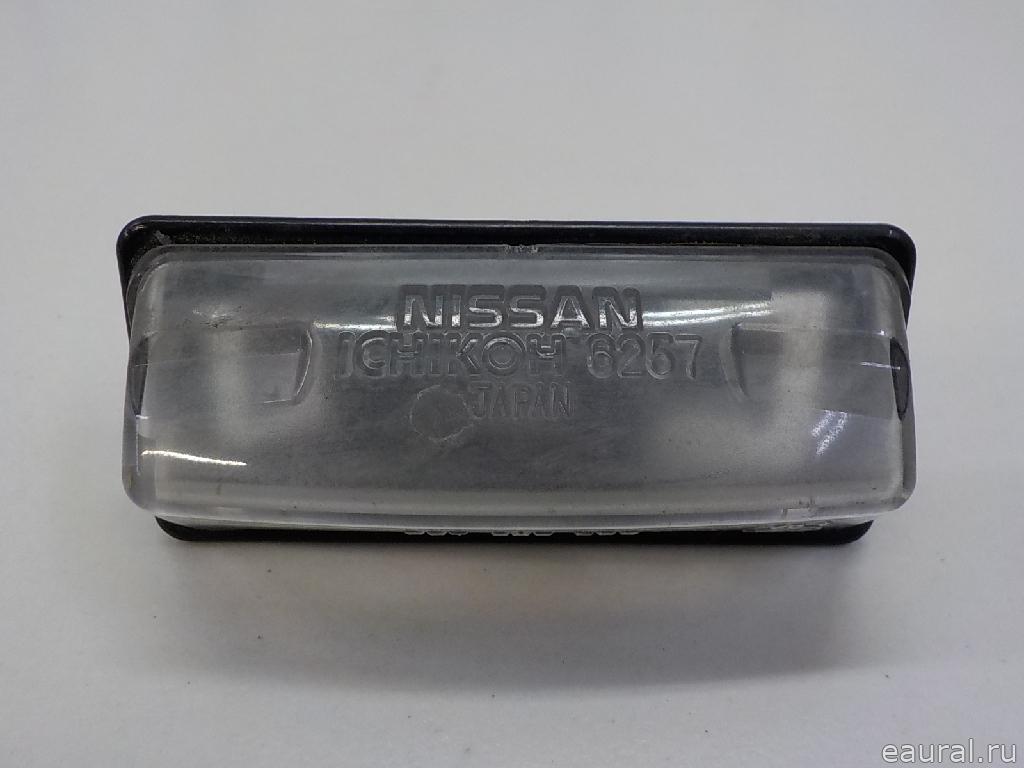 NISSAN
ICHIKOH 6257
JAPAN
eaural.ru